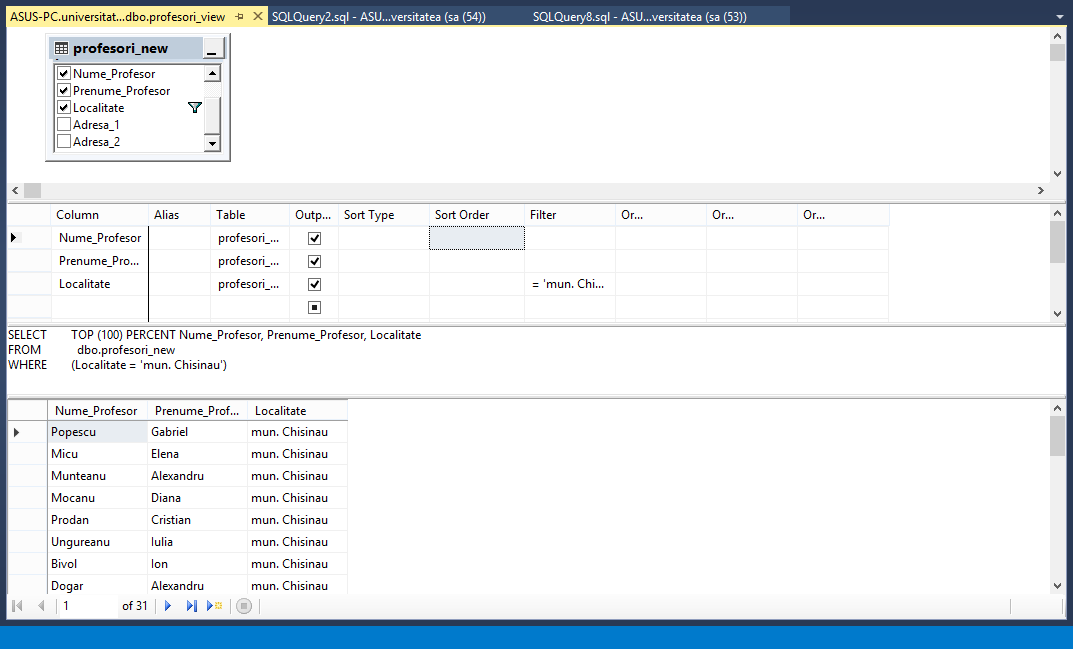 ASUS-PC.universitat...dbo.profesori_view SQLQuery2.sql - ASU...versitatea (sa (54)) SQLQuery8.sql - ASU...versitatea (sa (53))
profesori_new
Nume_Profesor
Prenume_Profesor
Localitate
Adresa_1
Adresa_2
Column Alias Table Outp... Sort Type Sort Order Filter Or... Or... Or...
Nume_Profesor profesori_...
Prenume_Pro... profesori_...
Localitate profesori_... = 'mun. Chi...
SELECT TOP (100) PERCENT Nume_Profesor, Prenume_Profesor, Localitate
FROM dbo.profesori_new
WHERE (Localitate = 'mun. Chisinau')
Nume_Profesor Prenume_Prof... Localitate
Popescu Gabriel mun. Chisinau
Micu Elena mun. Chisinau
Munteanu Alexandru mun. Chisinau
Mocanu Diana mun. Chisinau
Prodan Cristian mun. Chisinau
Ungureanu Iulia mun. Chisinau
Bivol Ion mun. Chisinau
Dogar Alexandru mun. Chisinau
1 of 31